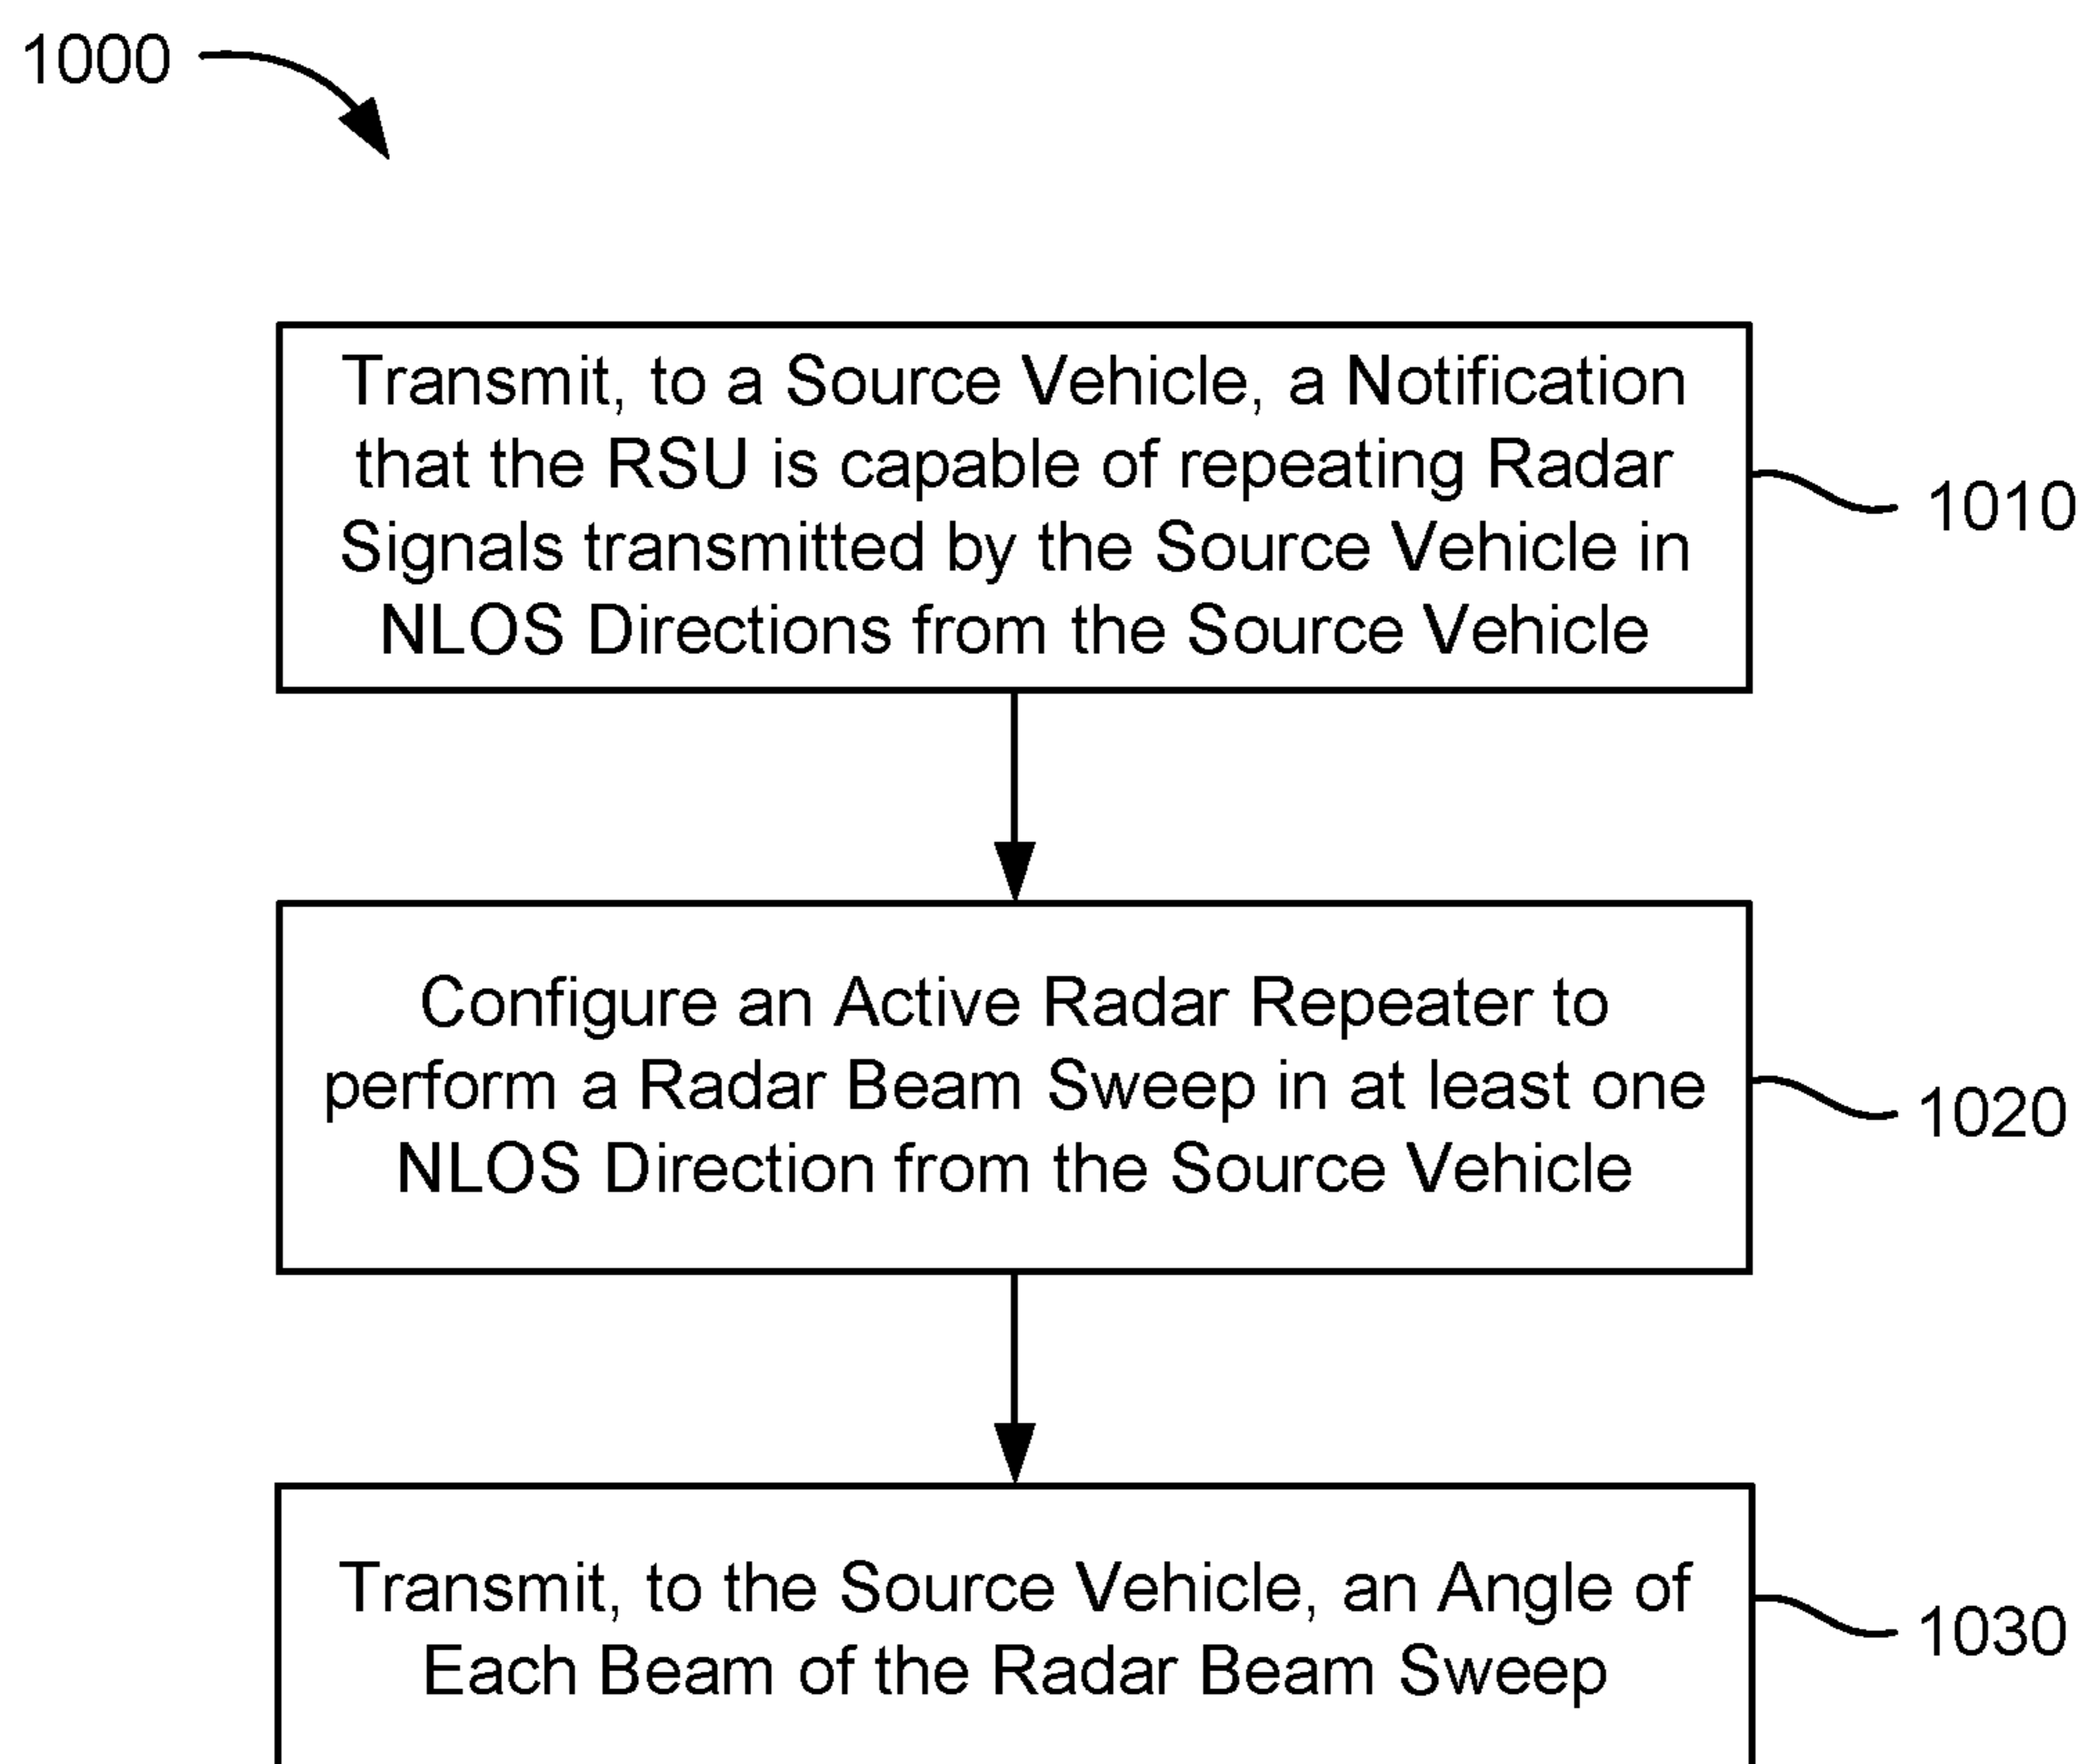 1000
Transmit, to a Source Vehicle, a Notification
that the RSU is capable of repeating Radar
Signals transmitted by the Source Vehicle in
NLOS Directions from the Source Vehicle
1010
Configure an Active Radar Repeater to
perform a Radar Beam Sweep in at least one
NLOS Direction from the Source Vehicle
1020
Transmit, to the Source Vehicle, an Angle of
Each Beam of the Radar Beam Sweep
1030